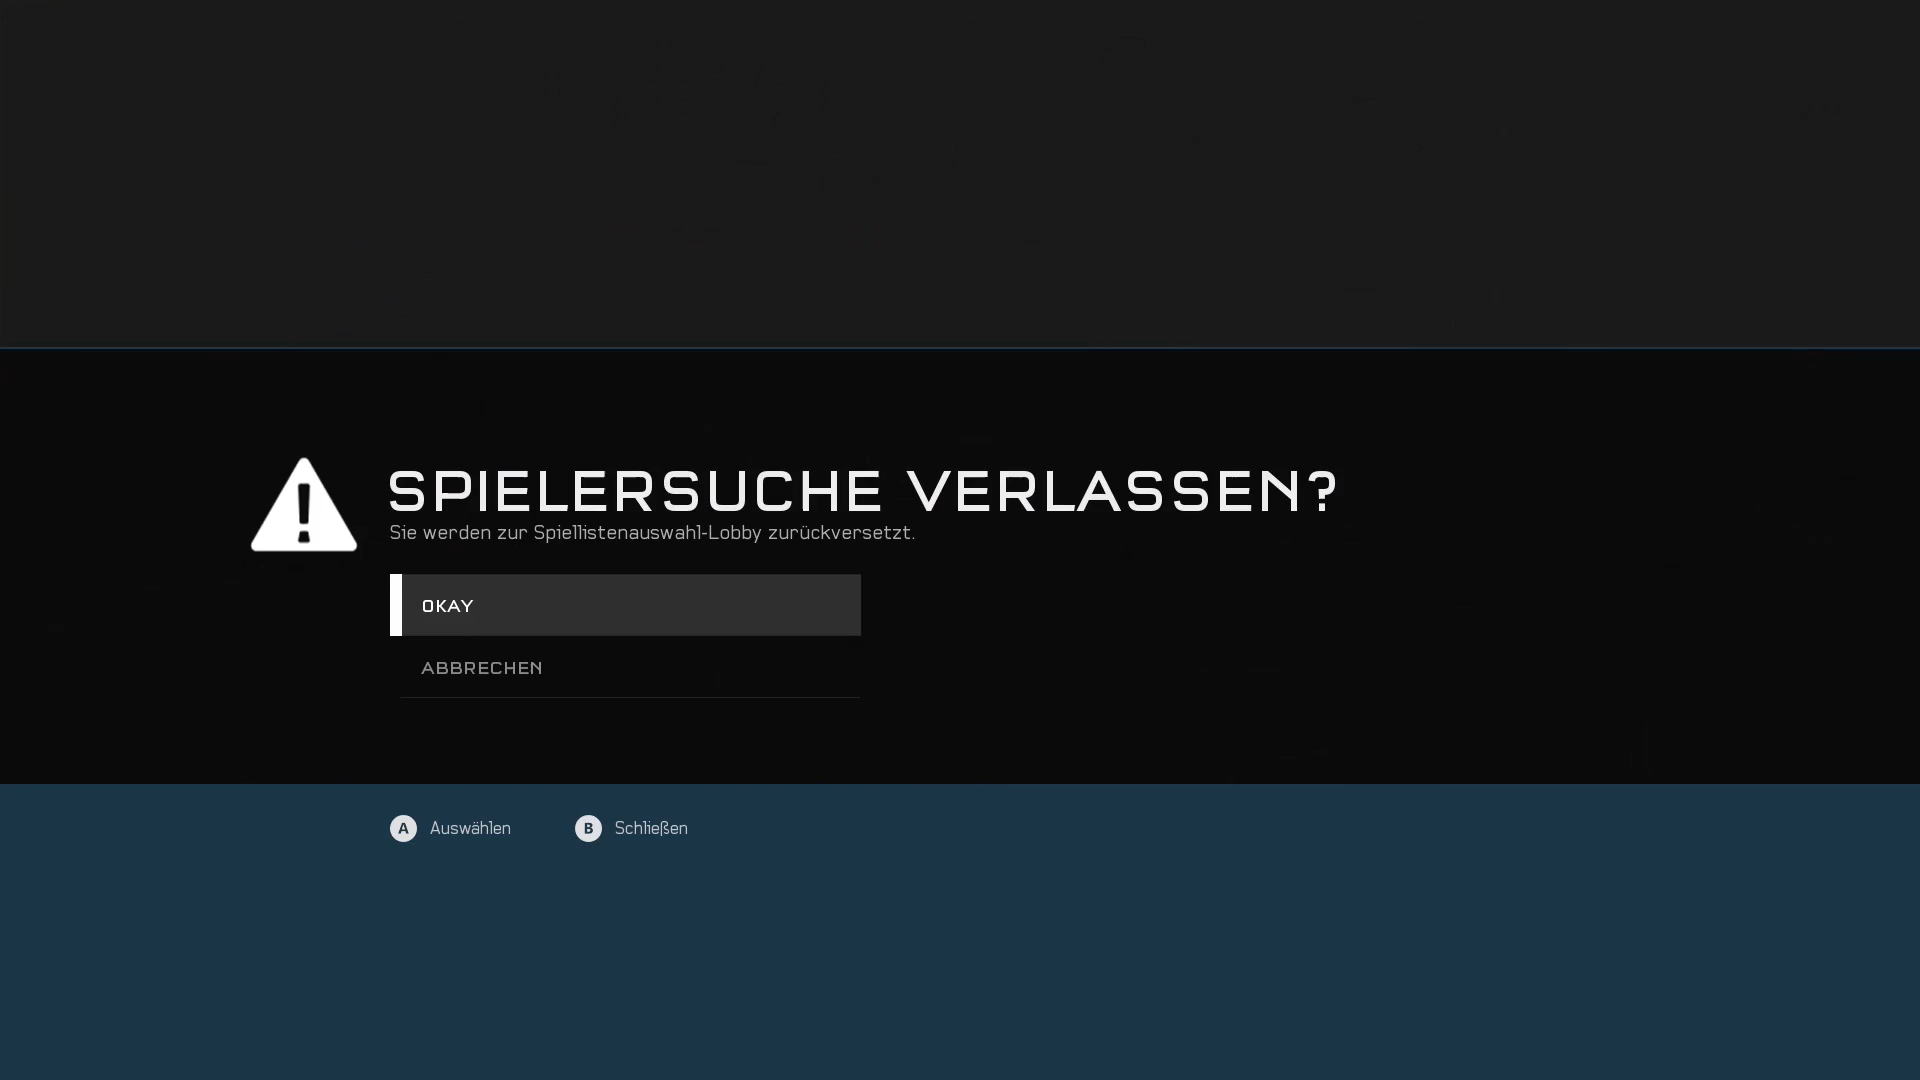 SPIELERSUCHE VERLASSEN?
Sie werden zur Spiellistenauswahl-Lobby zurückversetzt.
OKAY
ABBRECHEN
A Auswählen B Schließen